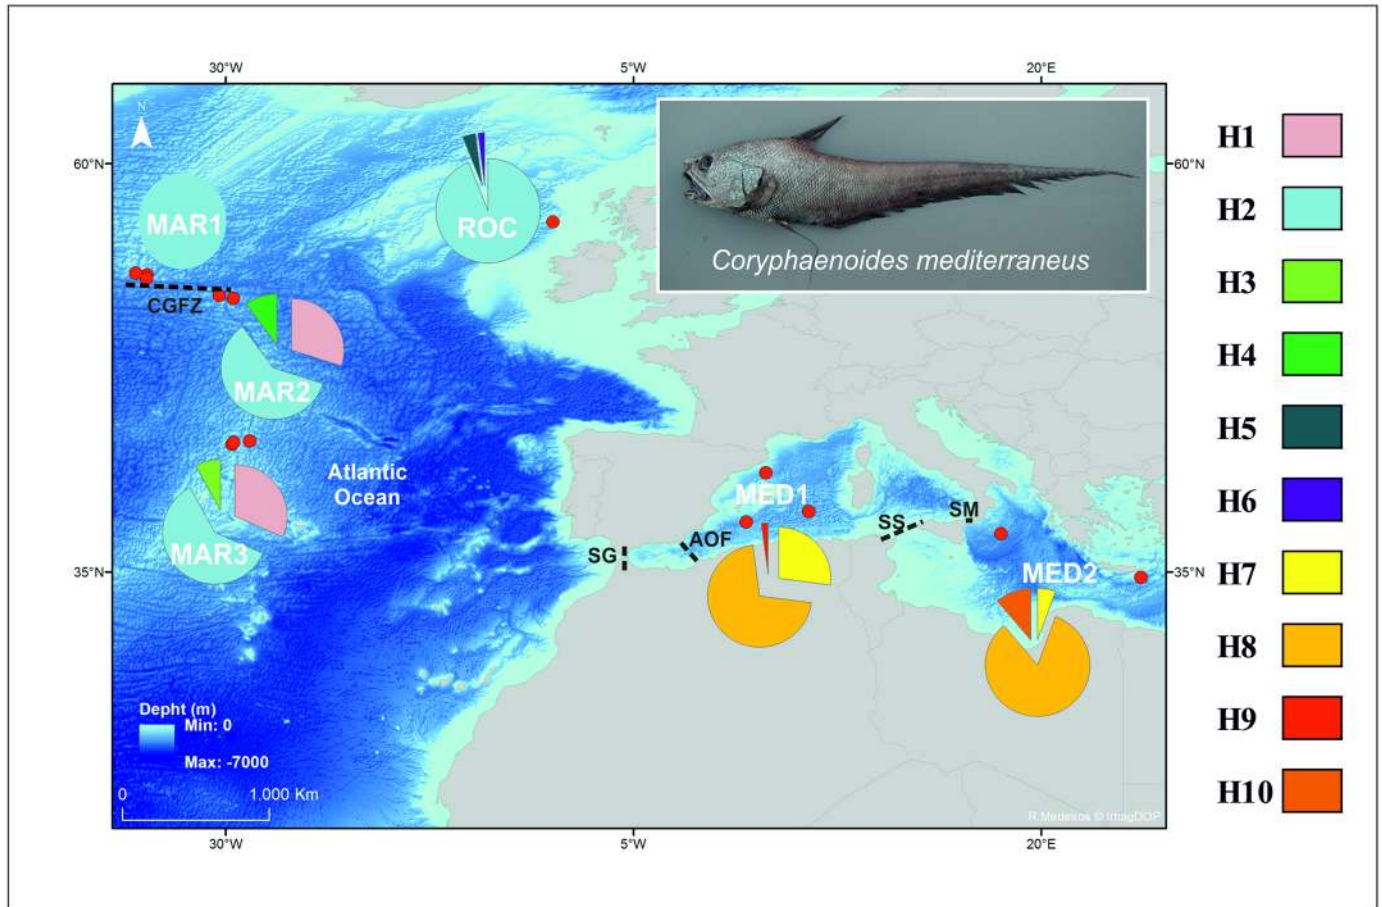 30°W
5°W
20°E
N
60°N
60°N
MAR1
ROC
Coryphaenoides mediterraneus
CGFZ
MAR2
Atlantic
Ocean
MED1
SM
SS
AOF
SG
MAR3
35°N
35°N
MED2
Depht (m)
Min: 0
Max: -7000
0
1.000 Km
R.Medeiros © ImagDOP
30°W
5°W
20°E
H1
H2
H3
H4
H5
H6
H7
H8
H9
H10